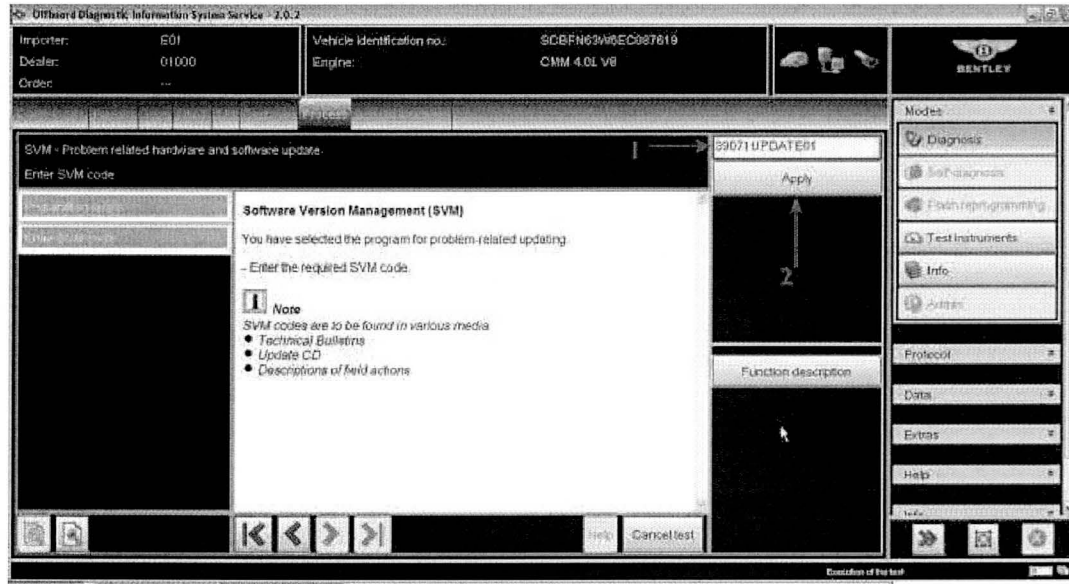 Offboard Diagnostic Information System Service - 2.0.2
Importer: E01
Dealer: 01000
Order: ---
Vehicle identification no.:
Engine: CMM 4.0L V8
BENTLEY
SVM - Problem related hardware and software update.
Enter SVM code
1
39071UPDATE01
Apply
2
Software Version Management (SVM)
You have selected the program for problem-related updating.
- Enter the required SVM code.
i Note
SVM codes are to be found in various media
• Technical Bulletins
• Update CD
• Descriptions of field actions
Function description
Help
Cancel test
Modes
Diagnosis
Self-diagnosis
Flash reprogramming
Test instruments
Info
Admin
Protocol
Data
Extras
Help
Info
Execution of the test